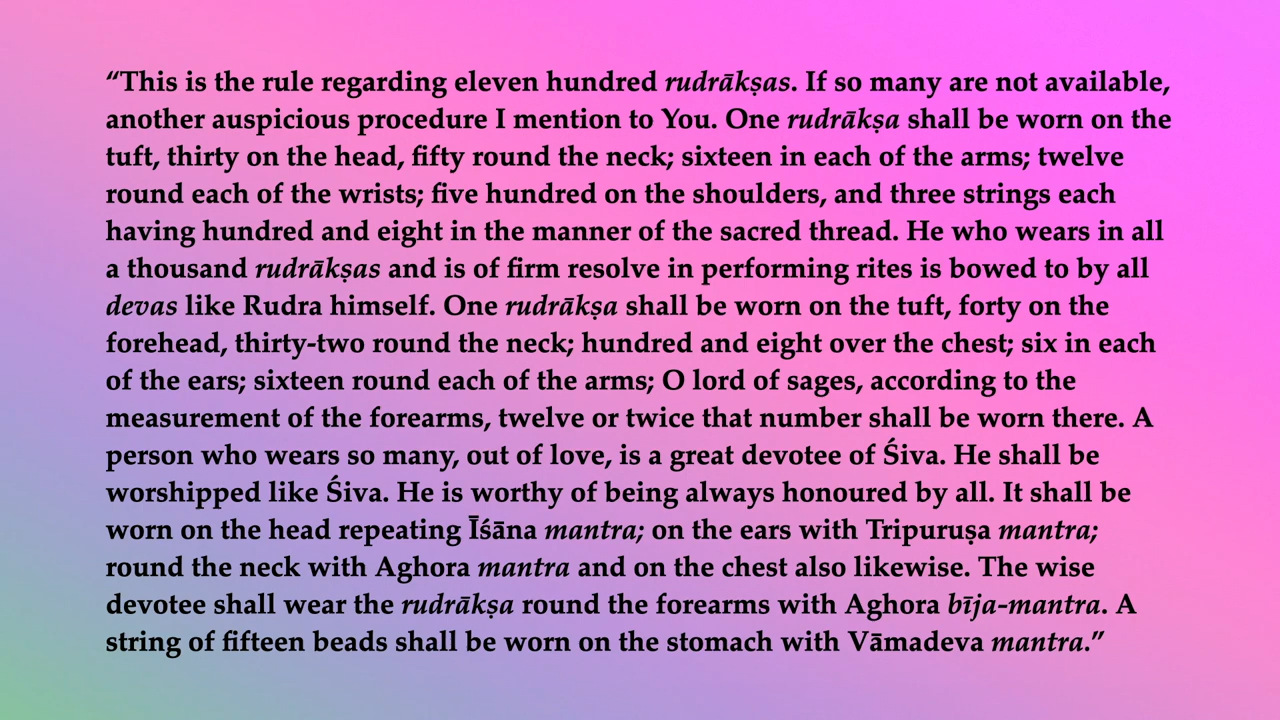 “This is the rule regarding eleven hundred rudrākṣas. If so many are not available,
another auspicious procedure I mention to You. One rudrākṣa shall be worn on the
tuft, thirty on the head, fifty round the neck; sixteen in each of the arms; twelve
round each of the wrists; five hundred on the shoulders, and three strings each
having hundred and eight in the manner of the sacred thread. He who wears in all
a thousand rudrākṣas and is of firm resolve in performing rites is bowed to by all
devas like Rudra himself. One rudrākṣa shall be worn on the tuft, forty on the
forehead, thirty-two round the neck; hundred and eight over the chest; six in each
of the ears; sixteen round each of the arms; O lord of sages, according to the
measurement of the forearms, twelve or twice that number shall be worn there. A
person who wears so many, out of love, is a great devotee of Śiva. He shall be
worshipped like Śiva. He is worthy of being always honoured by all. It shall be
worn on the head repeating Īśāna mantra; on the ears with Tripuruṣa mantra;
round the neck with Aghora mantra and on the chest also likewise. The wise
devotee shall wear the rudrākṣa round the forearms with Aghora bīja-mantra. A
string of fifteen beads shall be worn on the stomach with Vāmadeva mantra.”